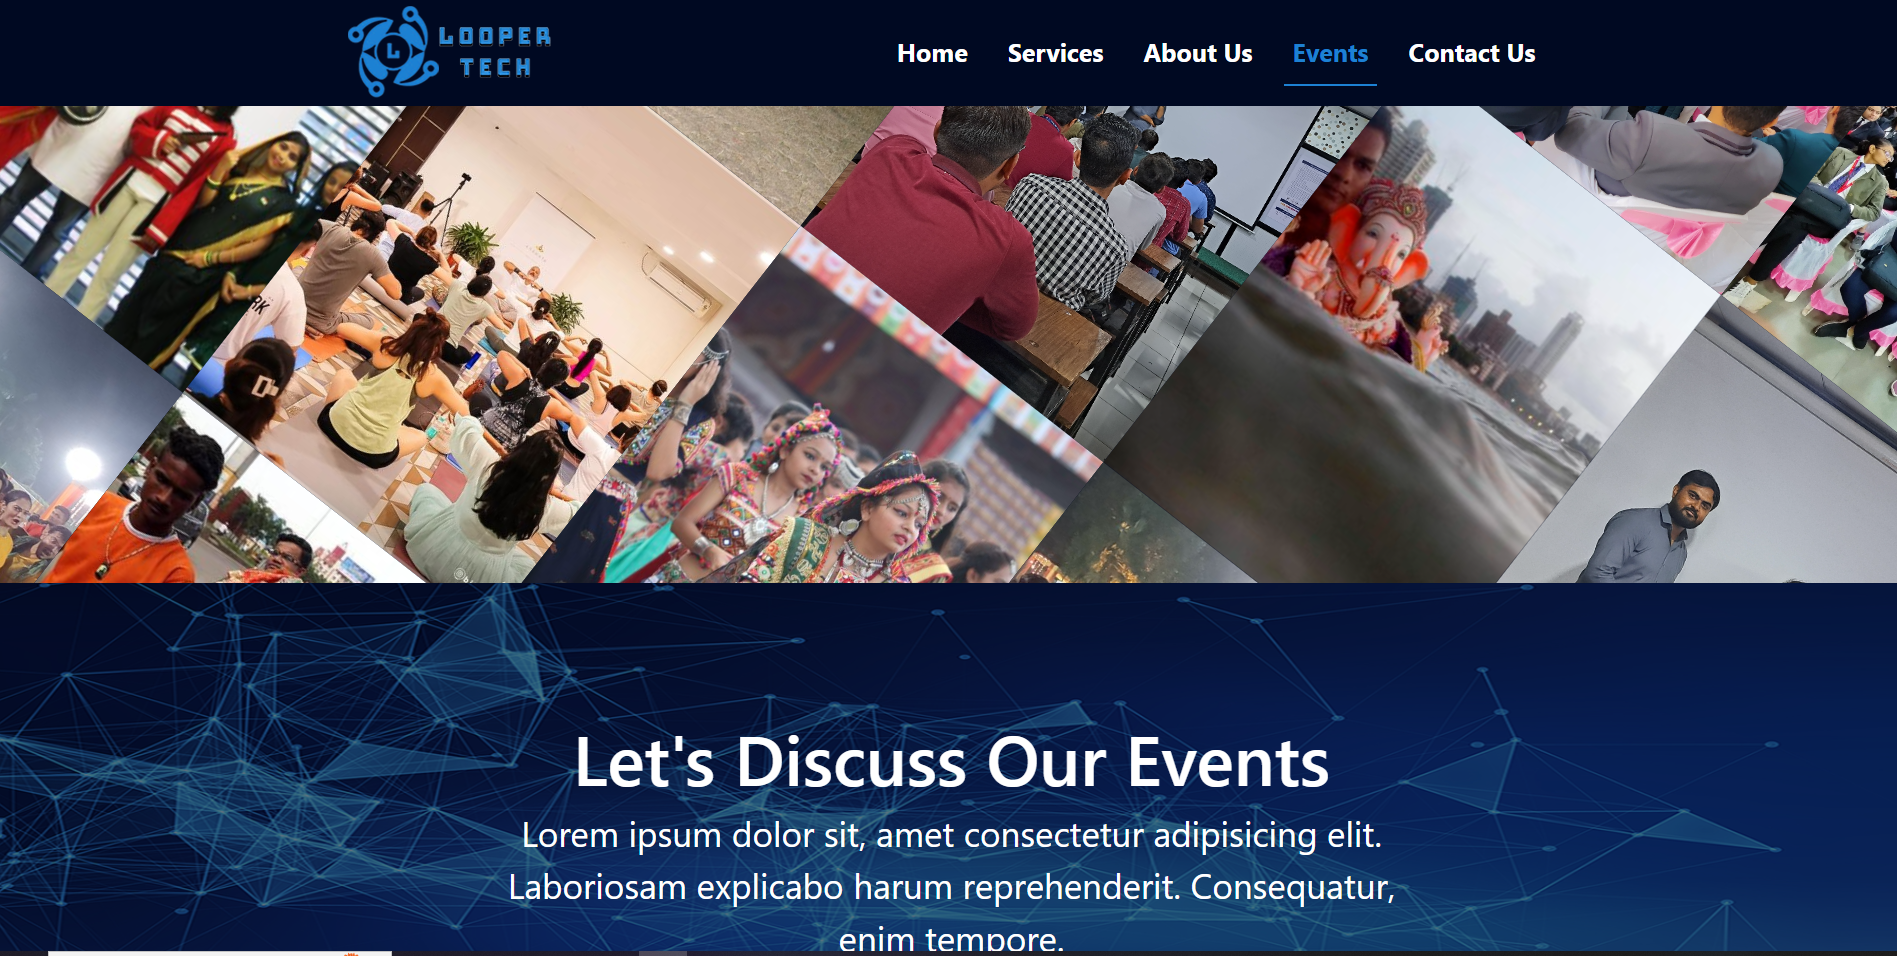 LOOPER
TECH
L
Home Services About Us Events Contact Us
Let's Discuss Our Events
Lorem ipsum dolor sit, amet consectetur adipisicing elit.
Laboriosam explicabo harum reprehenderit. Consequatur,
enim tempore.